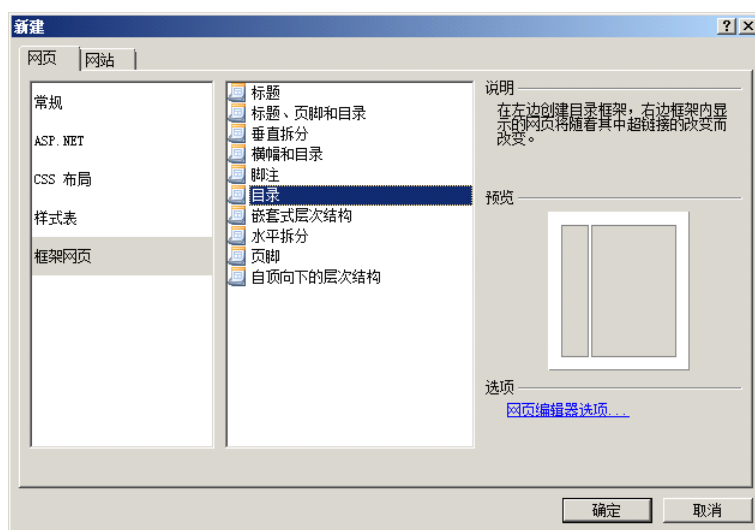 新建
网页
网站
常规
ASP.NET
CSS 布局
样式表
框架网页
标题
标题、页脚和目录
垂直拆分
横幅和目录
脚注
目录
嵌套式层次结构
水平拆分
页脚
自顶向下的层次结构
说明
在左边创建目录框架，右边框架内显
示的网页将随着其中超链接的改变而
改变。
预览
选项
网页编辑器选项...
确定
取消